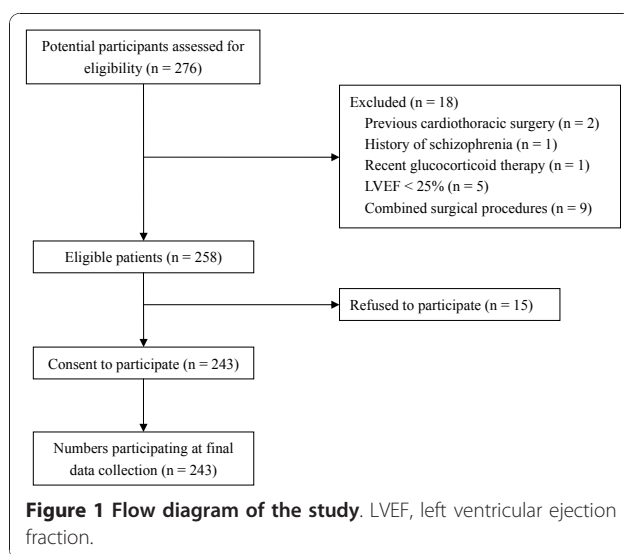 Potential participants assessed for
eligibility (n = 276)
Excluded (n = 18)
Previous cardiothoracic surgery (n = 2)
History of schizophrenia (n = 1)
Recent glucocorticoid therapy (n = 1)
LVEF < 25% (n = 5)
Combined surgical procedures (n = 9)
Eligible patients (n = 258)
Refused to participate (n = 15)
Consent to participate (n = 243)
Numbers participating at final
data collection (n = 243)
Figure 1 Flow diagram of the study. LVEF, left ventricular ejection
fraction.